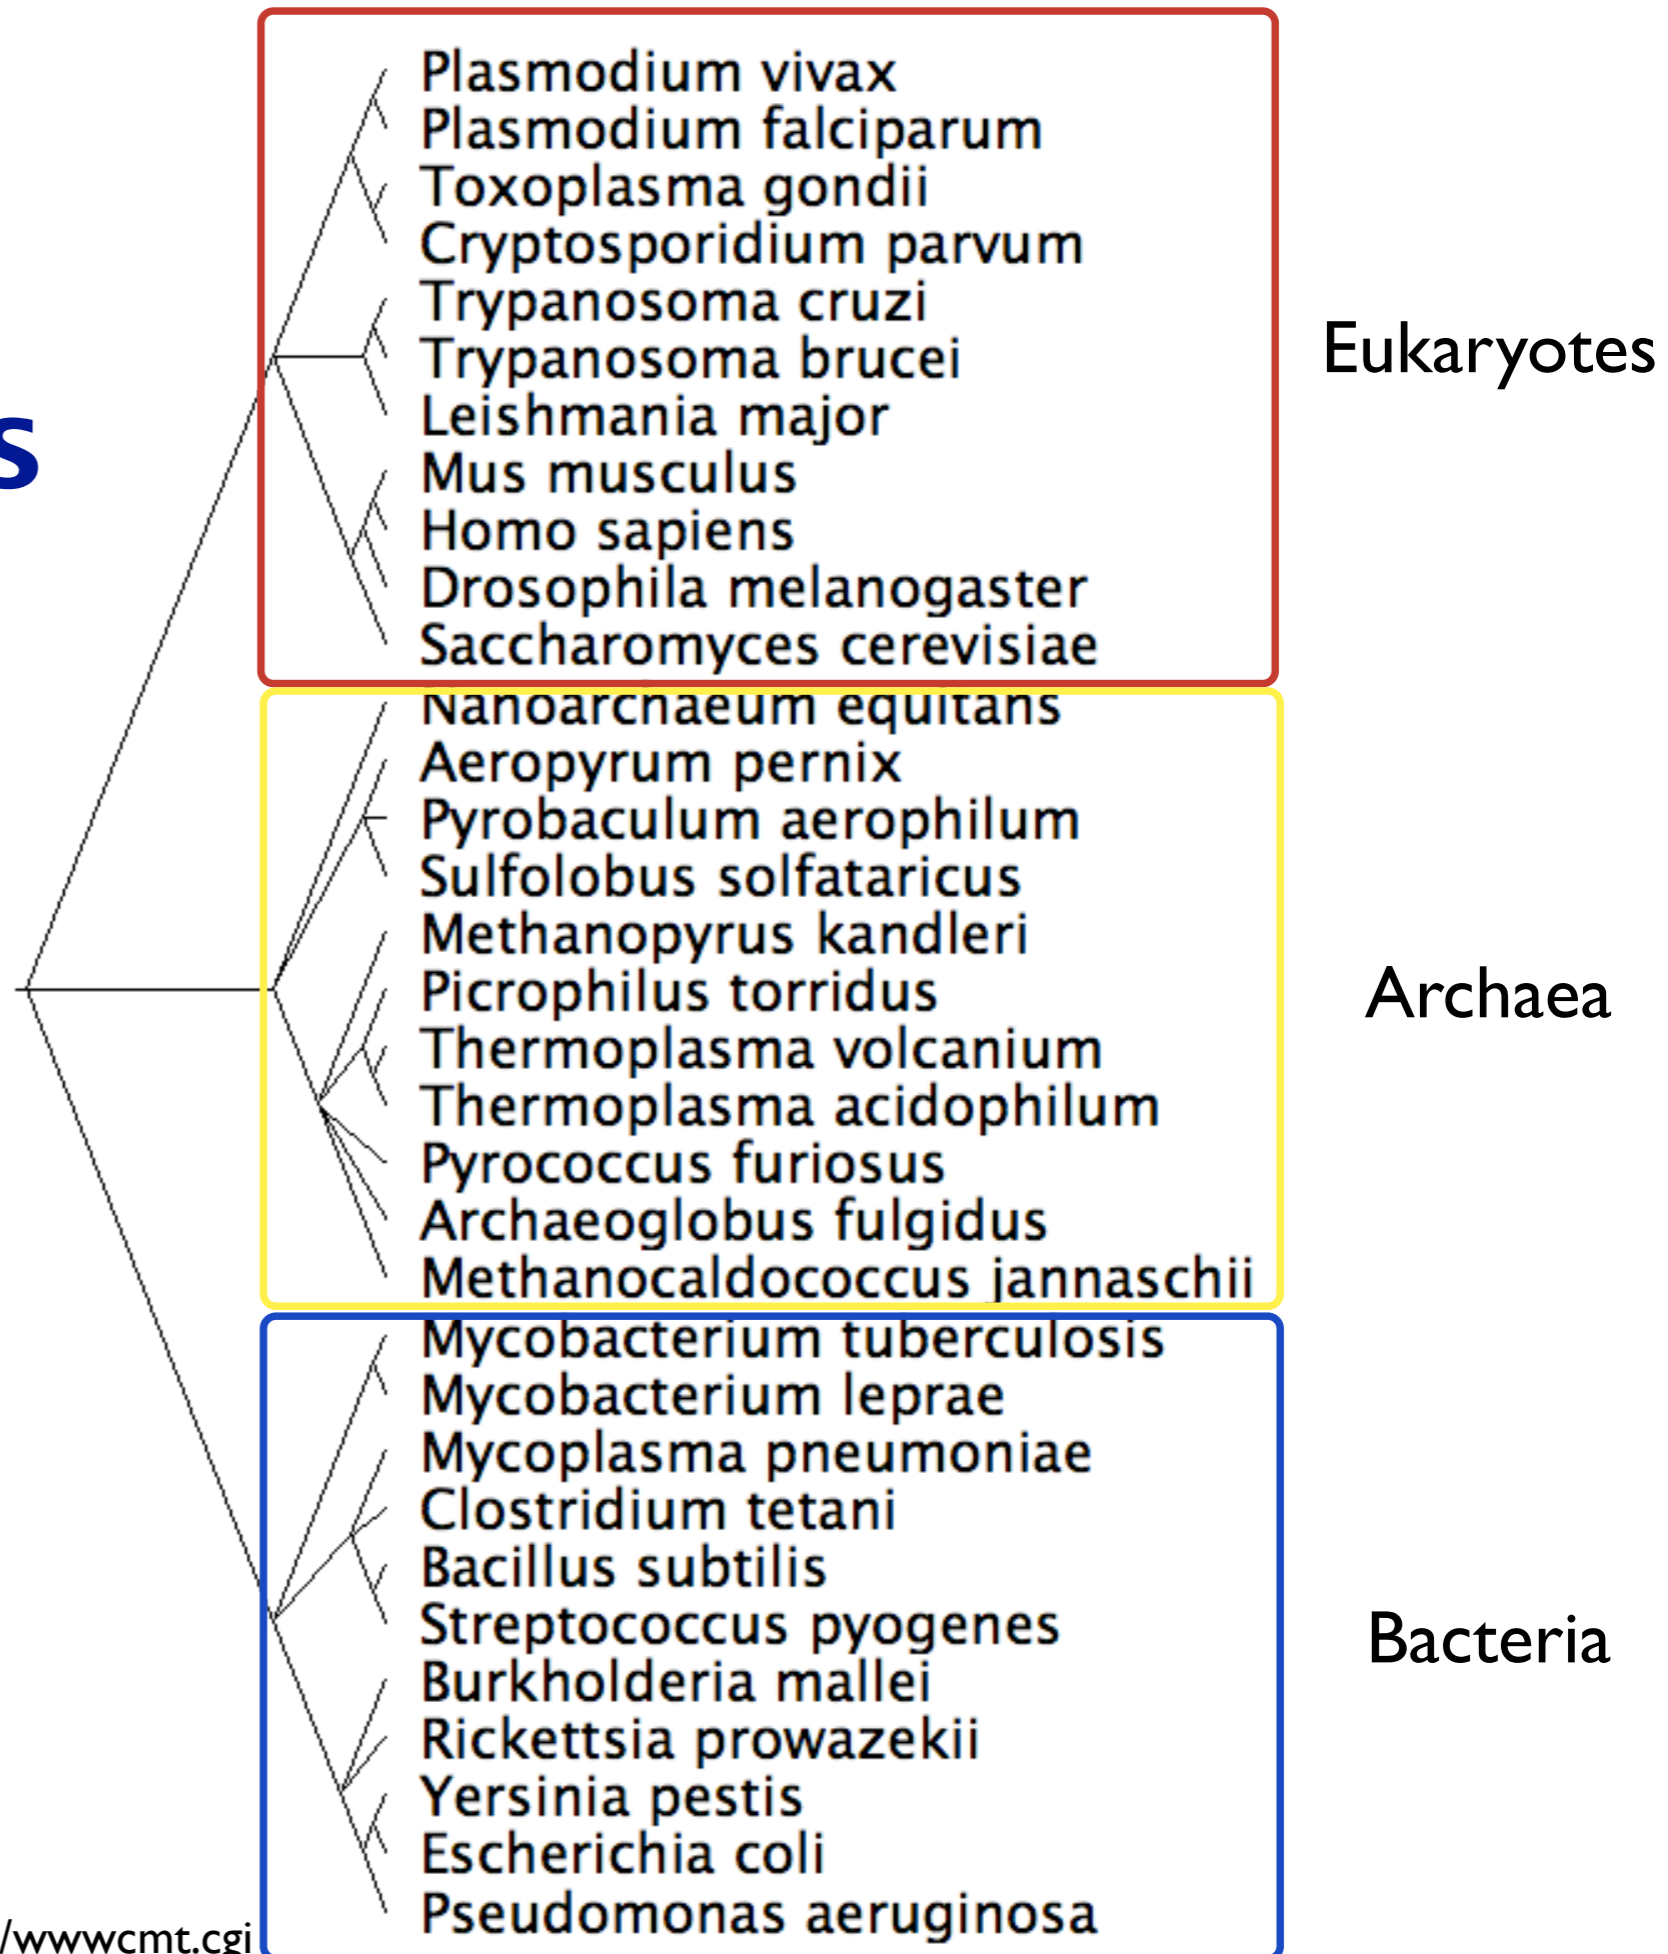 Plasmodium vivax
Plasmodium falciparum
Toxoplasma gondii
Cryptosporidium parvum
Trypanosoma cruzi
Trypanosoma brucei
Leishmania major
Mus musculus
Homo sapiens
Drosophila melanogaster
Saccharomyces cerevisiae
Eukaryotes
s
Nanoarchaeum equitans
Aeropyrum pernix
Pyrobaculum aerophilum
Sulfolobus solfataricus
Methanopyrus kandleri
Picrophilus torridus
Thermoplasma volcanium
Thermoplasma acidophilum
Pyrococcus furiosus
Archaeoglobus fulgidus
Methanocaldococcus jannaschii
Archaea
Mycobacterium tuberculosis
Mycobacterium leprae
Mycoplasma pneumoniae
Clostridium tetani
Bacillus subtilis
Streptococcus pyogenes
Burkholderia mallei
Rickettsia prowazekii
Yersinia pestis
Escherichia coli
Pseudomonas aeruginosa
Bacteria
/wwwcmt.cgi